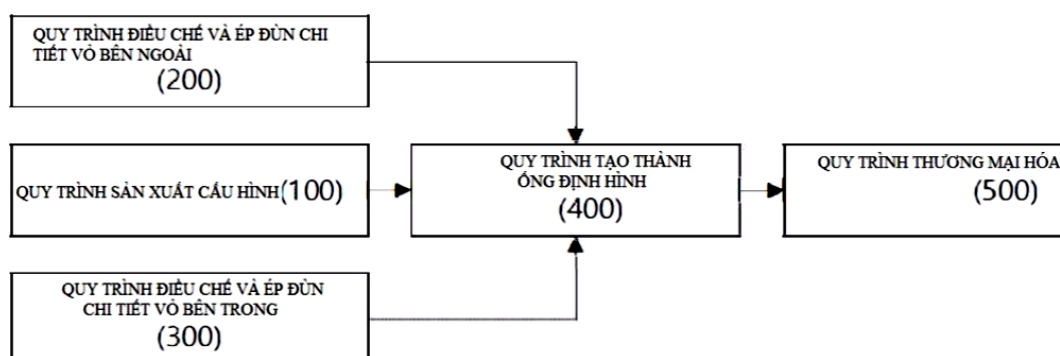 QUY TRÌNH ĐIỀU CHẾ VÀ ÉP ĐÙN CHI
TIẾT VỎ BÊN NGOÀI
(200)
QUY TRÌNH SẢN XUẤT CẤU HÌNH(100)
QUY TRÌNH TẠO THÀNH
ỐNG ĐỊNH HÌNH
(400)
QUY TRÌNH THƯƠNG MẠI HÓA
(500)
QUY TRÌNH ĐIỀU CHẾ VÀ ÉP ĐÙN
CHI TIẾT VỎ BÊN TRONG
(300)